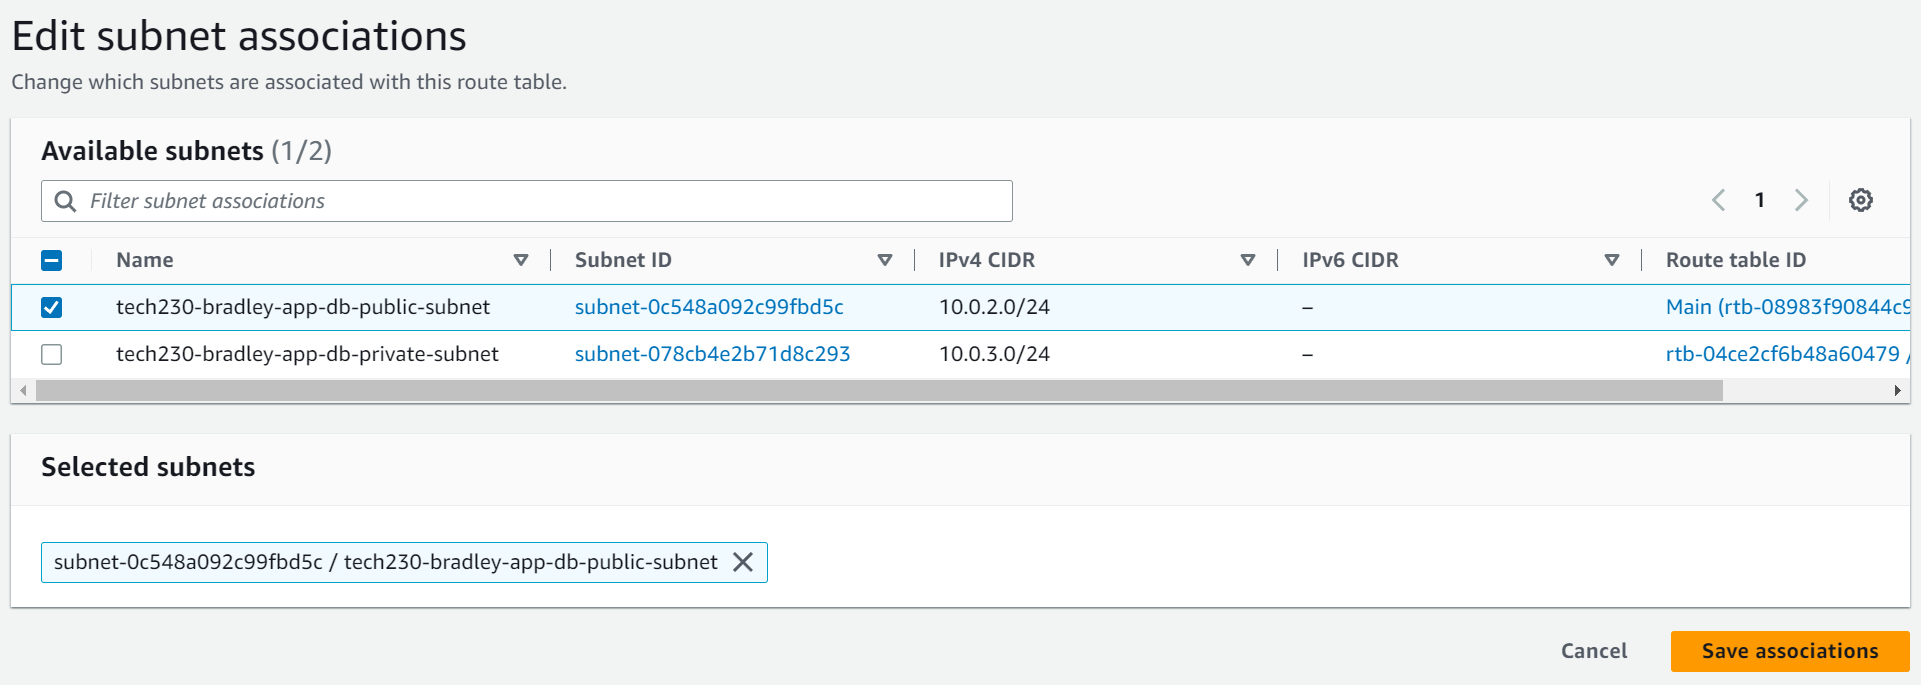 Edit subnet associations
Change which subnets are associated with this route table.
Available subnets (1/2)
Filter subnet associations
1
Name Subnet ID IPv4 CIDR IPv6 CIDR Route table ID
tech230-bradley-app-db-public-subnet subnet-0c548a092c99fbd5c 10.0.2.0/24 – Main (rtb-08983f90844c9
tech230-bradley-app-db-private-subnet subnet-078cb4e2b71d8c293 10.0.3.0/24 – rtb-04ce2cf6b48a60479 /
Selected subnets
subnet-0c548a092c99fbd5c / tech230-bradley-app-db-public-subnet
Cancel Save associations